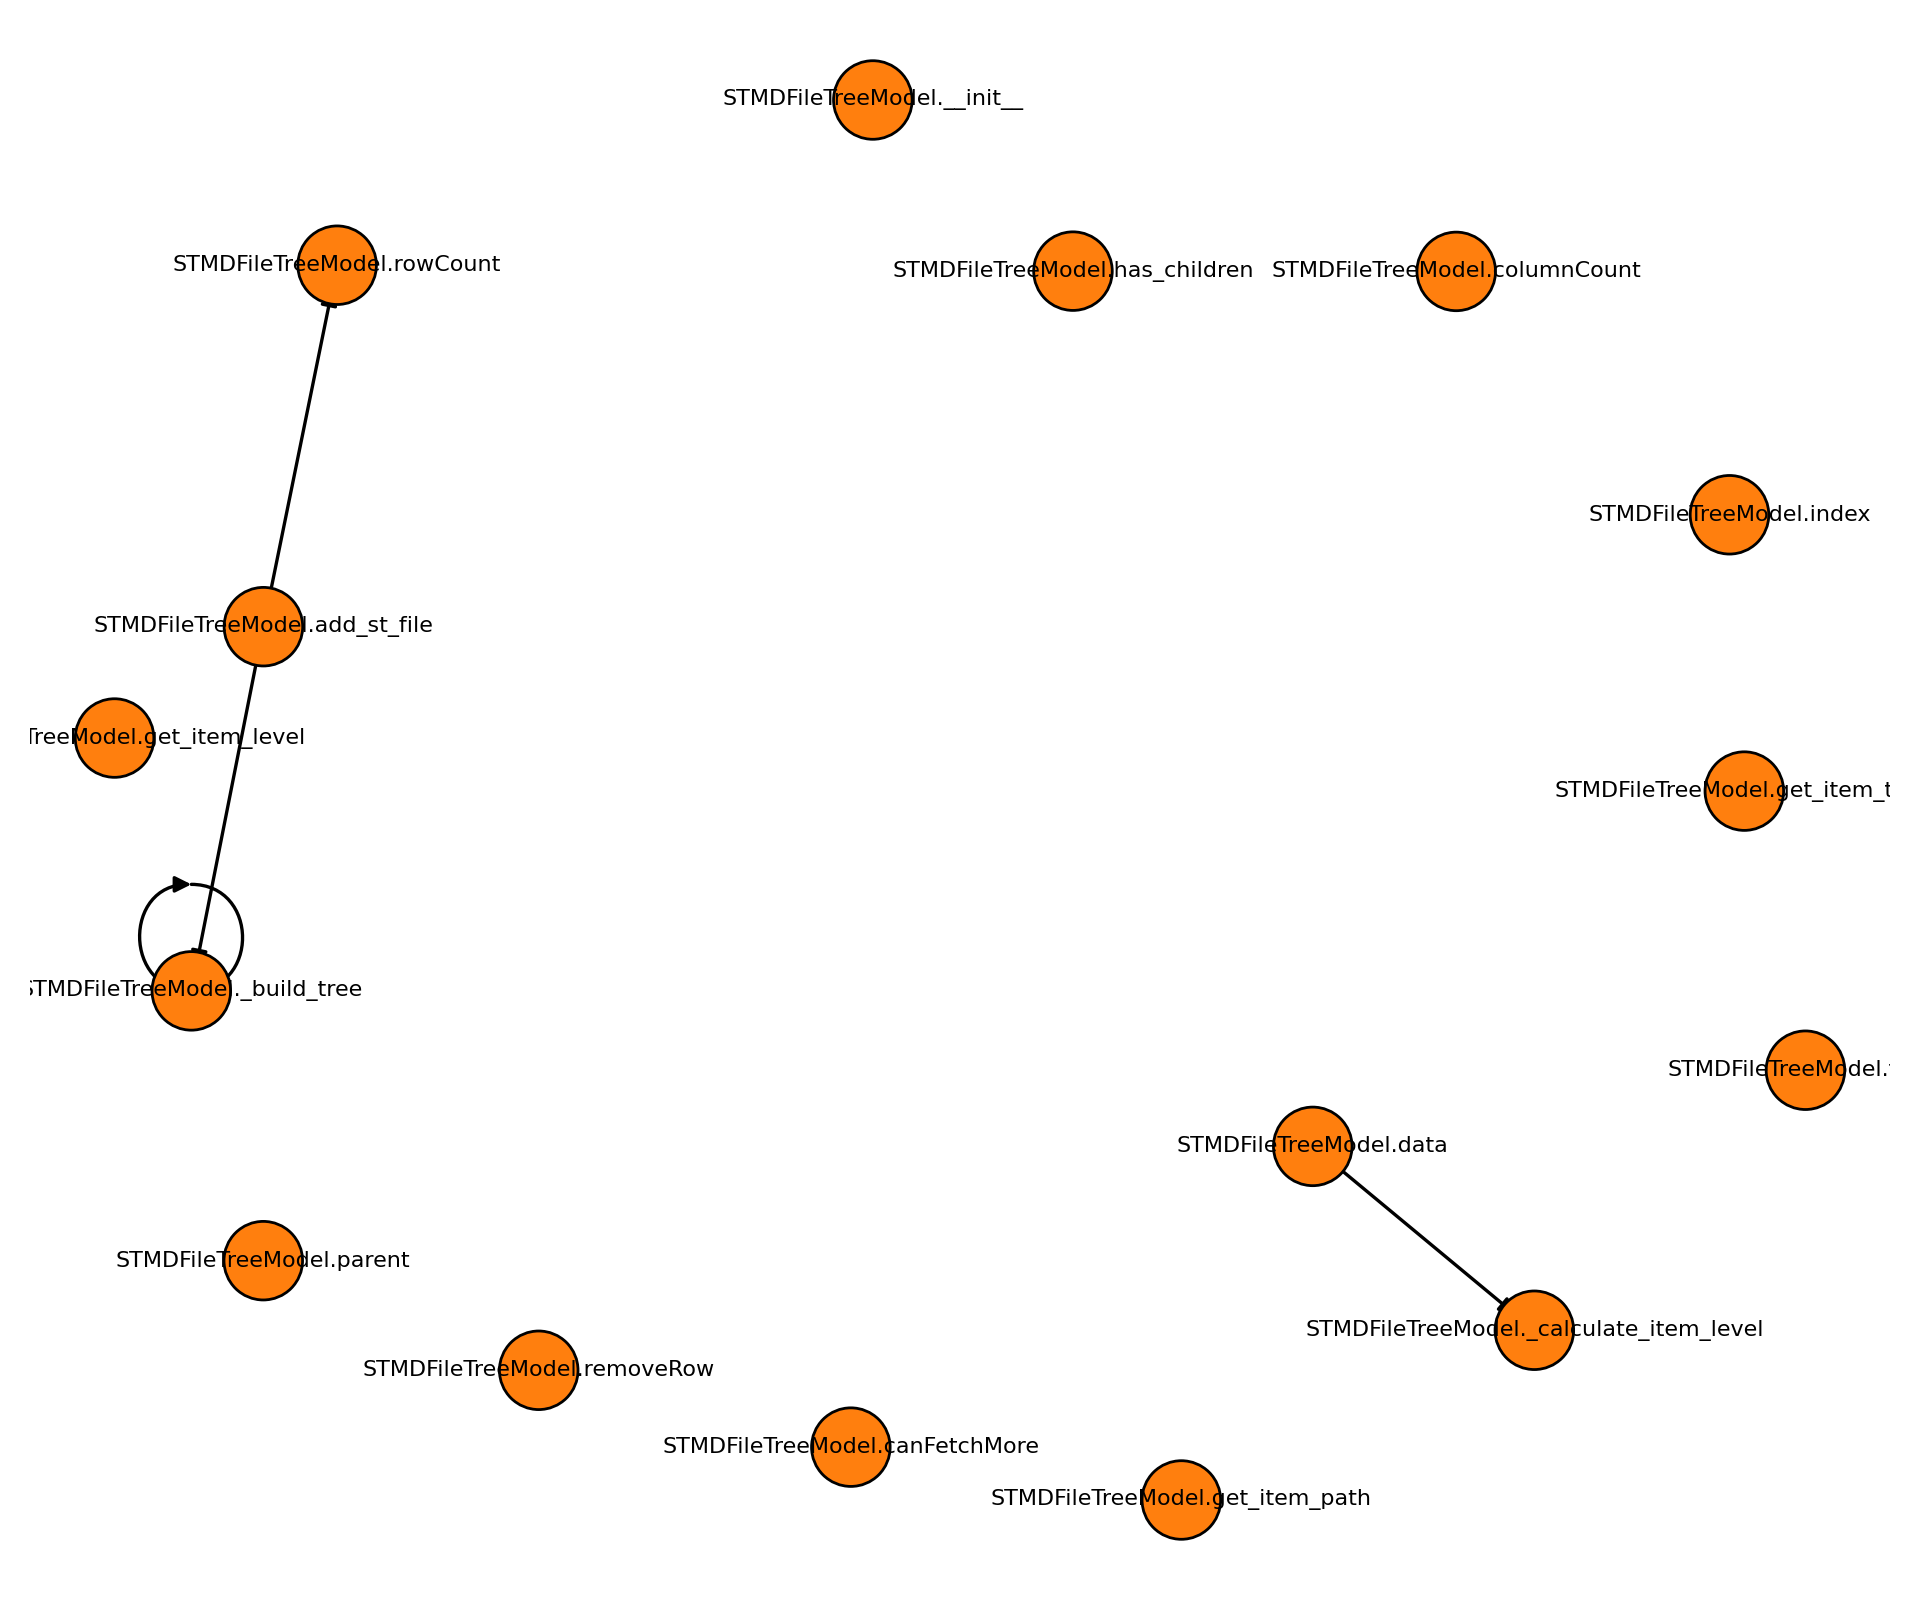 STMDFileTreeModel.__init__
STMDFileTreeModel.rowCount
STMDFileTreeModel.has_children
STMDFileTreeModel.columnCount
STMDFileTreeModel.index
STMDFileTreeModel.add_st_file
TreeModel.get_item_level
STMDFileTreeModel.get_item_t
STMDFileTreeModel._build_tree
STMDFileTreeModel.
STMDFileTreeModel.data
STMDFileTreeModel.parent
STMDFileTreeModel._calculate_item_level
STMDFileTreeModel.removeRow
STMDFileTreeModel.canFetchMore
STMDFileTreeModel.get_item_path